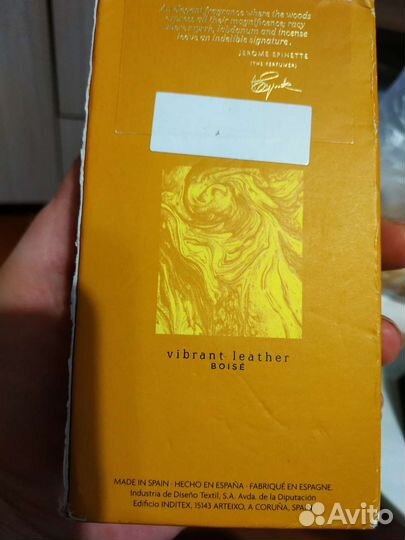 An elegant fragrance where the woods
express all their magnificence; racy
labdanum and incense
leave an indelible signature.
JEROME EPINETTE
(THE PERFUMER)
vibrant leather
BOISÉ
MADE IN SPAIN · HECHO EN ESPAÑA · FABRIQUÉ EN ESPAGNE.
Industria de Diseño Textil, S.A. Avda. de la Diputación
Edificio INDITEX, 15143 ARTEIXO, A CORUÑA, SPAIN
Avito